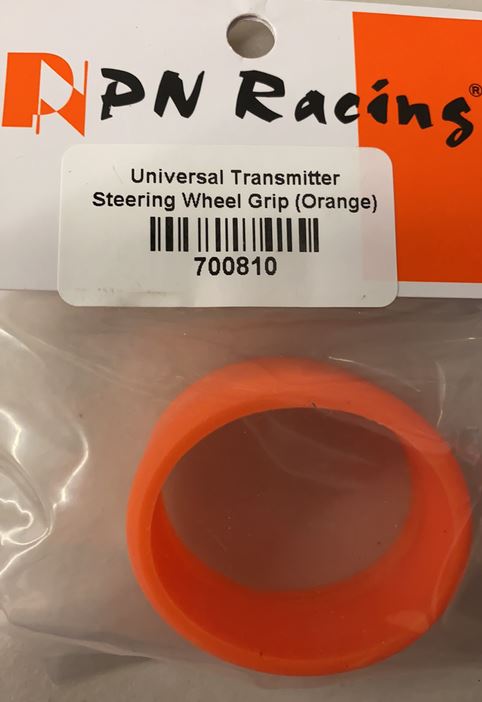 PN Racing®
Universal Transmitter
Steering Wheel Grip (Orange)
700810